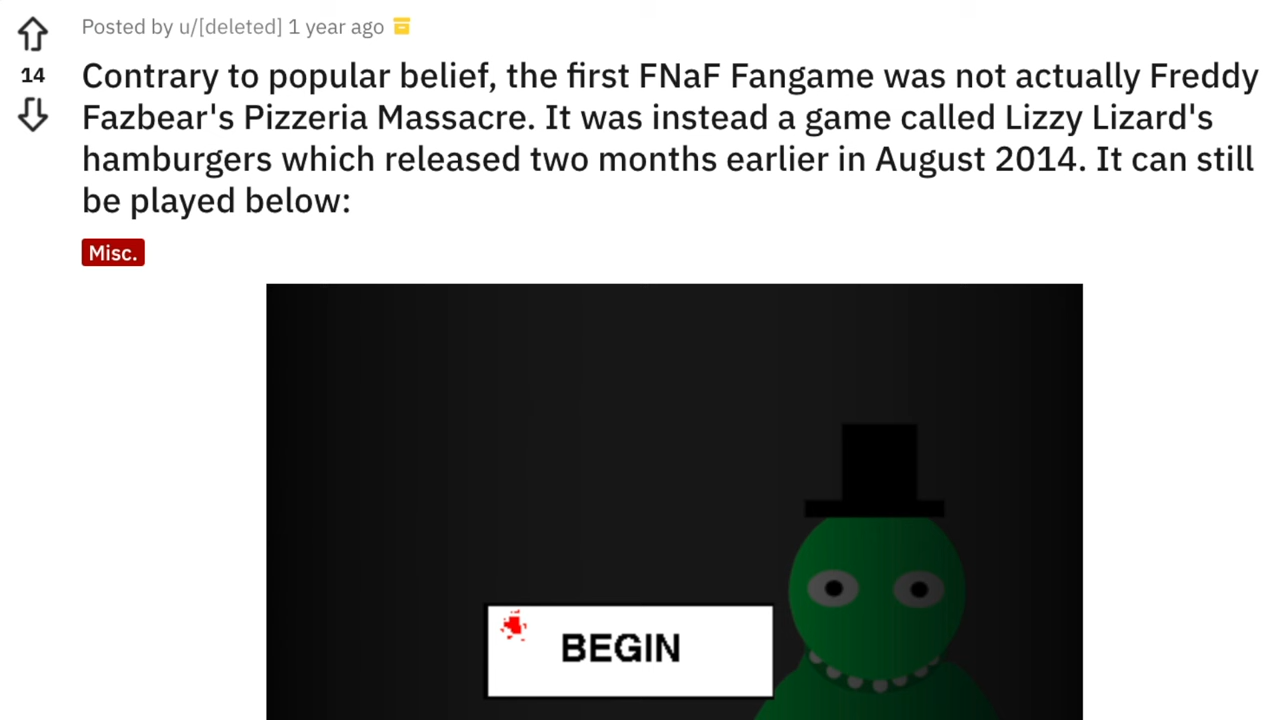 Posted by u/[deleted] 1 year ago
14
Contrary to popular belief, the first FNaF Fangame was not actually Freddy
Fazbear's Pizzeria Massacre. It was instead a game called Lizzy Lizard's
hamburgers which released two months earlier in August 2014. It can still
be played below:
Misc.
BEGIN